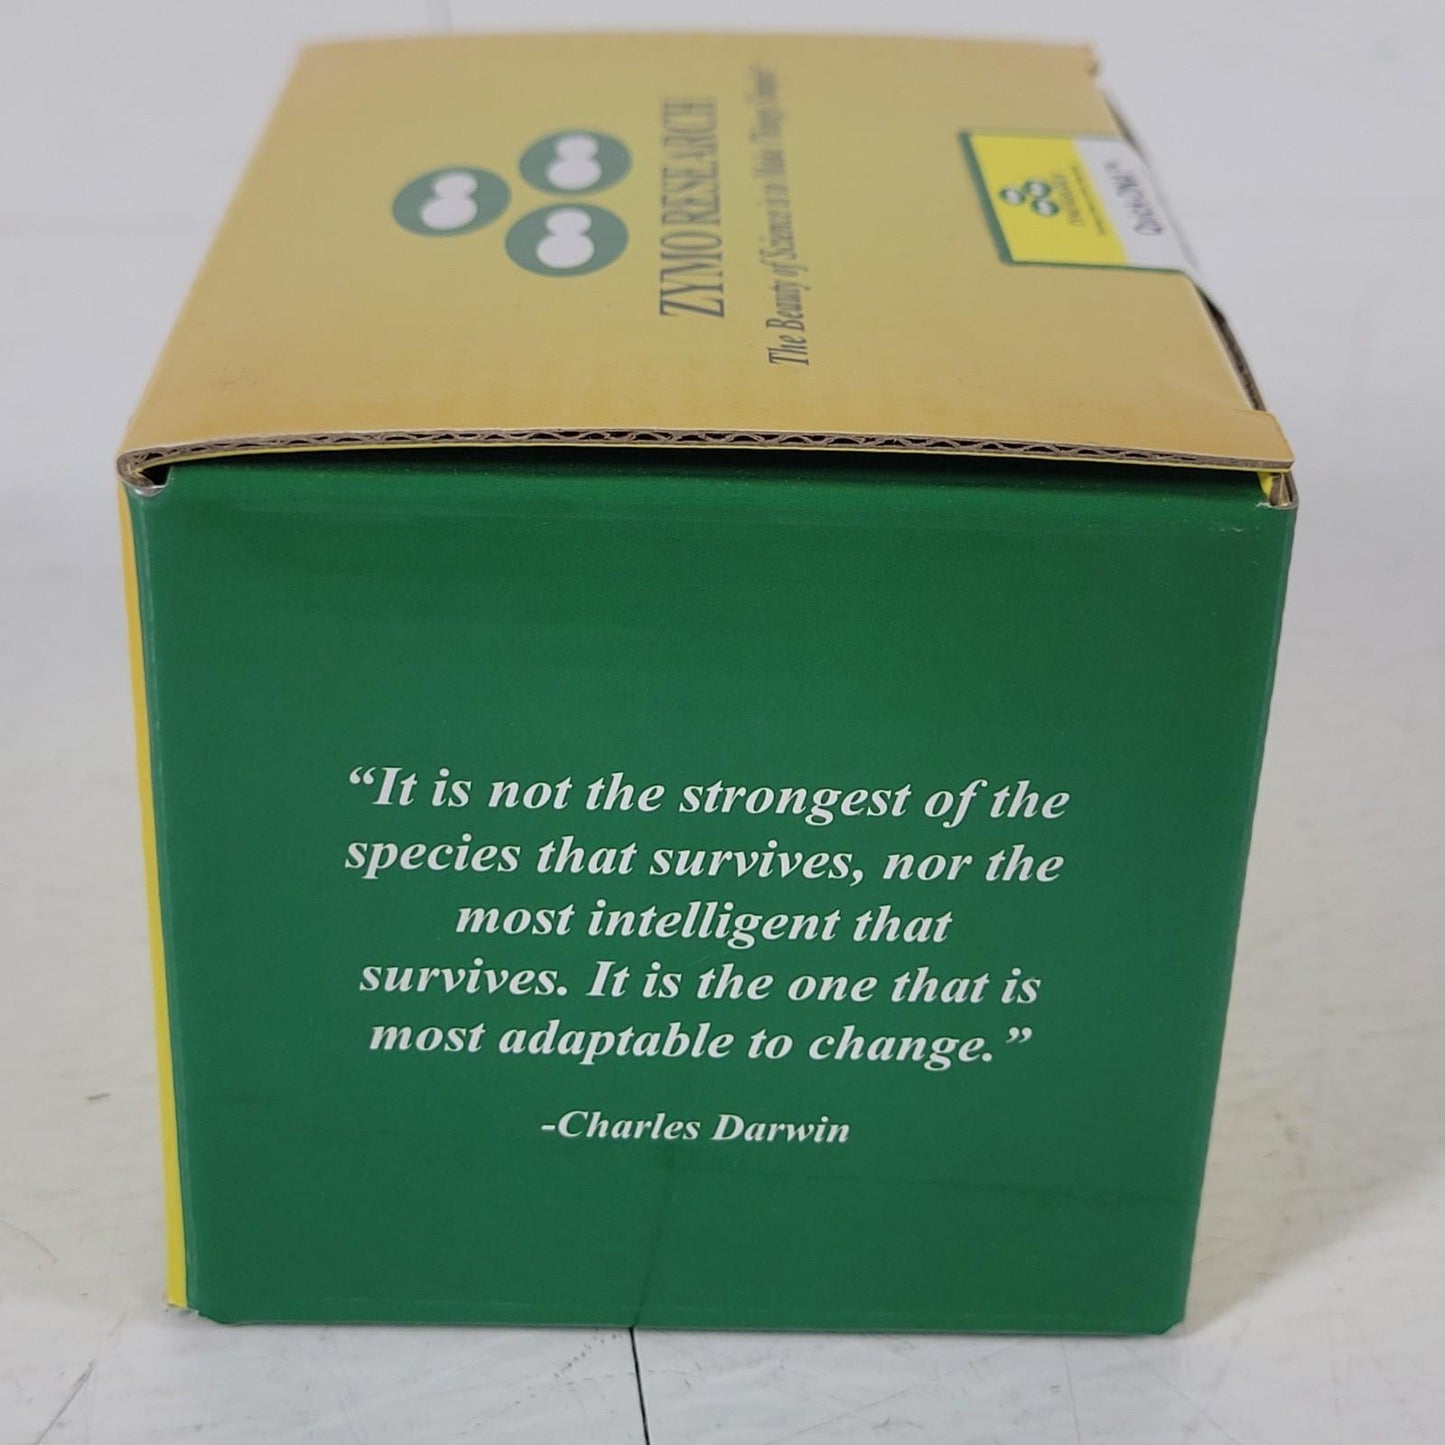 ZYMO RESEARCH
The Beauty of Science is to Make Things Simple
“It is not the strongest of the
species that survives, nor the
most intelligent that
survives. It is the one that is
most adaptable to change.”
-Charles Darwin